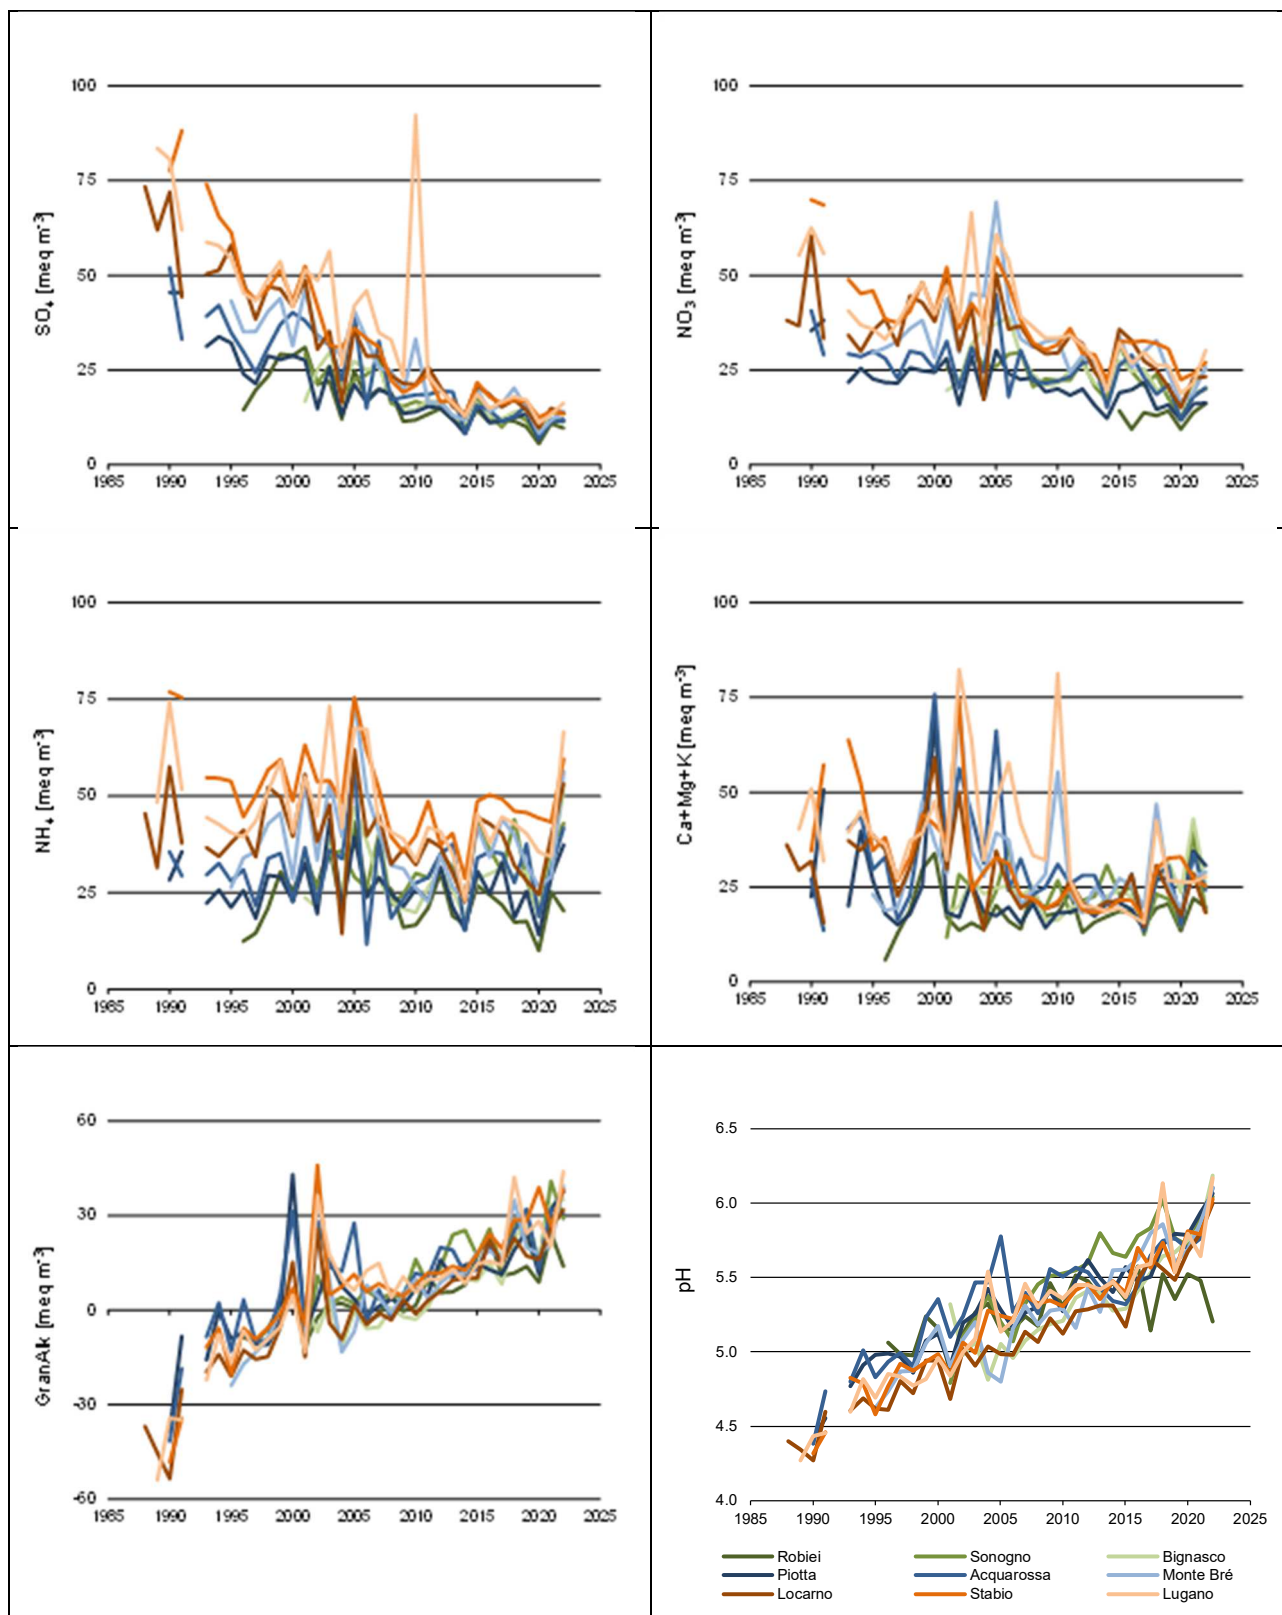 100
75
50
25
0
SO₄ [meq m⁻³]
1985 1990 1995 2000 2005 2010 2015 2020 2025
100
75
50
25
0
NO₃ [meq m⁻³]
1985 1990 1995 2000 2005 2010 2015 2020 2025
100
75
50
25
0
NH₄ [meq m⁻³]
1985 1990 1995 2000 2005 2010 2015 2020 2025
100
75
50
25
0
Ca+Mg+K [meq m⁻³]
1985 1990 1995 2000 2005 2010 2015 2020 2025
60
30
0
-30
-60
GranAlk [meq m⁻³]
1985 1990 1995 2000 2005 2010 2015 2020 2025
6.5
6.0
5.5
5.0
4.5
4.0
pH
1985 1990 1995 2000 2005 2010 2015 2020 2025
Robiei Sonogno Bignasco
Piotta Acquarossa Monte Bré
Locarno Stabio Lugano